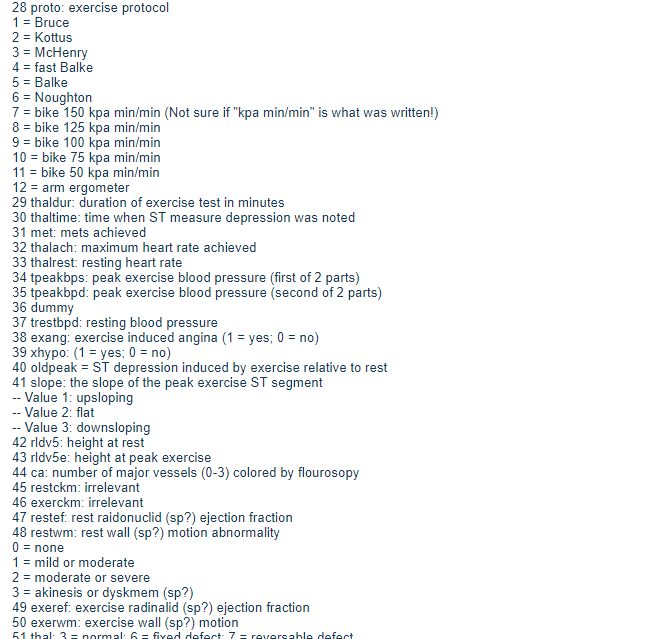 28 proto: exercise protocol
1 = Bruce
2 = Kottus
3 = McHenry
4 = fast Balke
5 = Balke
6 = Noughton
7 = bike 150 kpa min/min (Not sure if "kpa min/min" is what was written!)
8 = bike 125 kpa min/min
9 = bike 100 kpa min/min
10 = bike 75 kpa min/min
11 = bike 50 kpa min/min
12 = arm ergometer
29 thaldur: duration of exercise test in minutes
30 thaltime: time when ST measure depression was noted
31 met: mets achieved
32 thalach: maximum heart rate achieved
33 thalrest: resting heart rate
34 tpeakbps: peak exercise blood pressure (first of 2 parts)
35 tpeakbpd: peak exercise blood pressure (second of 2 parts)
36 dummy
37 trestbpd: resting blood pressure
38 exang: exercise induced angina (1 = yes; 0 = no)
39 xhypo: (1 = yes; 0 = no)
40 oldpeak = ST depression induced by exercise relative to rest
41 slope: the slope of the peak exercise ST segment
-- Value 1: upsloping
-- Value 2: flat
-- Value 3: downsloping
42 rldv5: height at rest
43 rldv5e: height at peak exercise
44 ca: number of major vessels (0-3) colored by flourosopy
45 restckm: irrelevant
46 exerckm: irrelevant
47 restef: rest raidonuclid (sp?) ejection fraction
48 restwm: rest wall (sp?) motion abnormality
0 = none
1 = mild or moderate
2 = moderate or severe
3 = akinesis or dyskmem (sp?)
49 exeref: exercise radinalid (sp?) ejection fraction
50 exerwm: exercise wall (sp?) motion
51 thal: 3 = normal; 6 = fixed defect; 7 = reversable defect